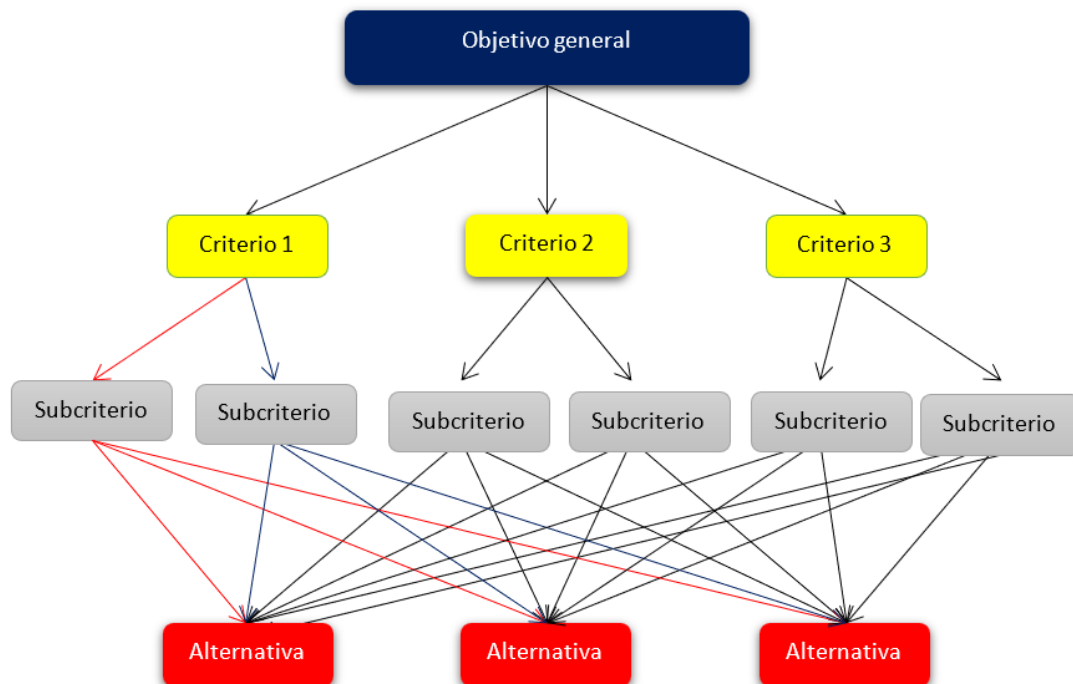 Objetivo general
Criterio 1
Criterio 2
Criterio 3
Subcriterio
Subcriterio
Subcriterio
Subcriterio
Subcriterio
Subcriterio
Alternativa
Alternativa
Alternativa